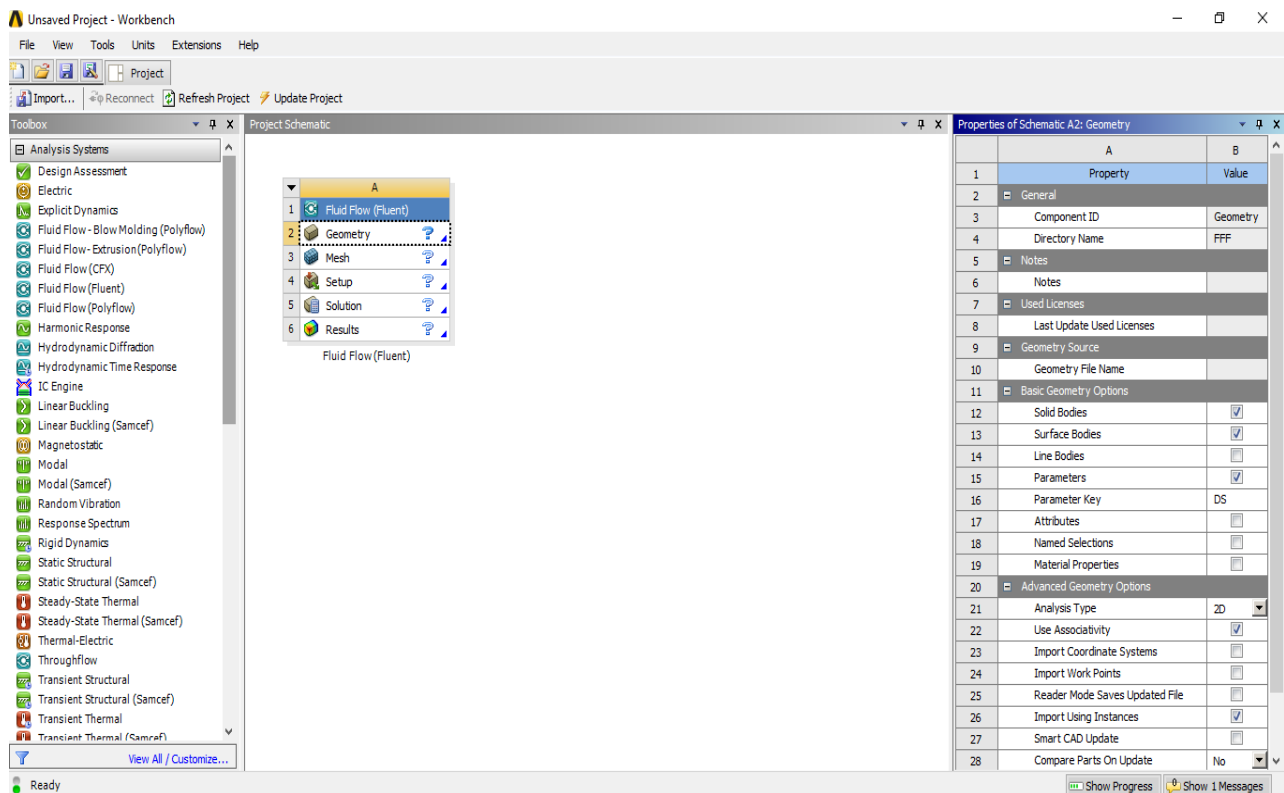 Unsaved Project - Workbench
File View Tools Units Extensions Help
Project
Import... Reconnect Refresh Project Update Project
Toolbox
Analysis Systems
Design Assessment
Electric
Explicit Dynamics
Fluid Flow - Blow Molding (Polyflow)
Fluid Flow - Extrusion (Polyflow)
Fluid Flow (CFX)
Fluid Flow (Fluent)
Fluid Flow (Polyflow)
Harmonic Response
Hydrodynamic Diffraction
Hydrodynamic Time Response
IC Engine
Linear Buckling
Linear Buckling (Samcef)
Magnetostatic
Modal
Modal (Samcef)
Random Vibration
Response Spectrum
Rigid Dynamics
Static Structural
Static Structural (Samcef)
Steady-State Thermal
Steady-State Thermal (Samcef)
Thermal-Electric
Throughflow
Transient Structural
Transient Structural (Samcef)
Transient Thermal
Transient Thermal (Samcef)
View All / Customize...
Project Schematic
A
1 Fluid Flow (Fluent)
2 Geometry ?
3 Mesh ?
4 Setup ?
5 Solution ?
6 Results ?
Fluid Flow (Fluent)
Properties of Schematic A2: Geometry
A B
1 Property Value
2 General
3 Component ID Geometry
4 Directory Name FFF
5 Notes
6 Notes
7 Used Licenses
8 Last Update Used Licenses
9 Geometry Source
10 Geometry File Name
11 Basic Geometry Options
12 Solid Bodies
13 Surface Bodies
14 Line Bodies
15 Parameters
16 Parameter Key DS
17 Attributes
18 Named Selections
19 Material Properties
20 Advanced Geometry Options
21 Analysis Type 2D
22 Use Associativity
23 Import Coordinate Systems
24 Import Work Points
25 Reader Mode Saves Updated File
26 Import Using Instances
27 Smart CAD Update
28 Compare Parts On Update No
Ready
Show Progress Show 1 Messages